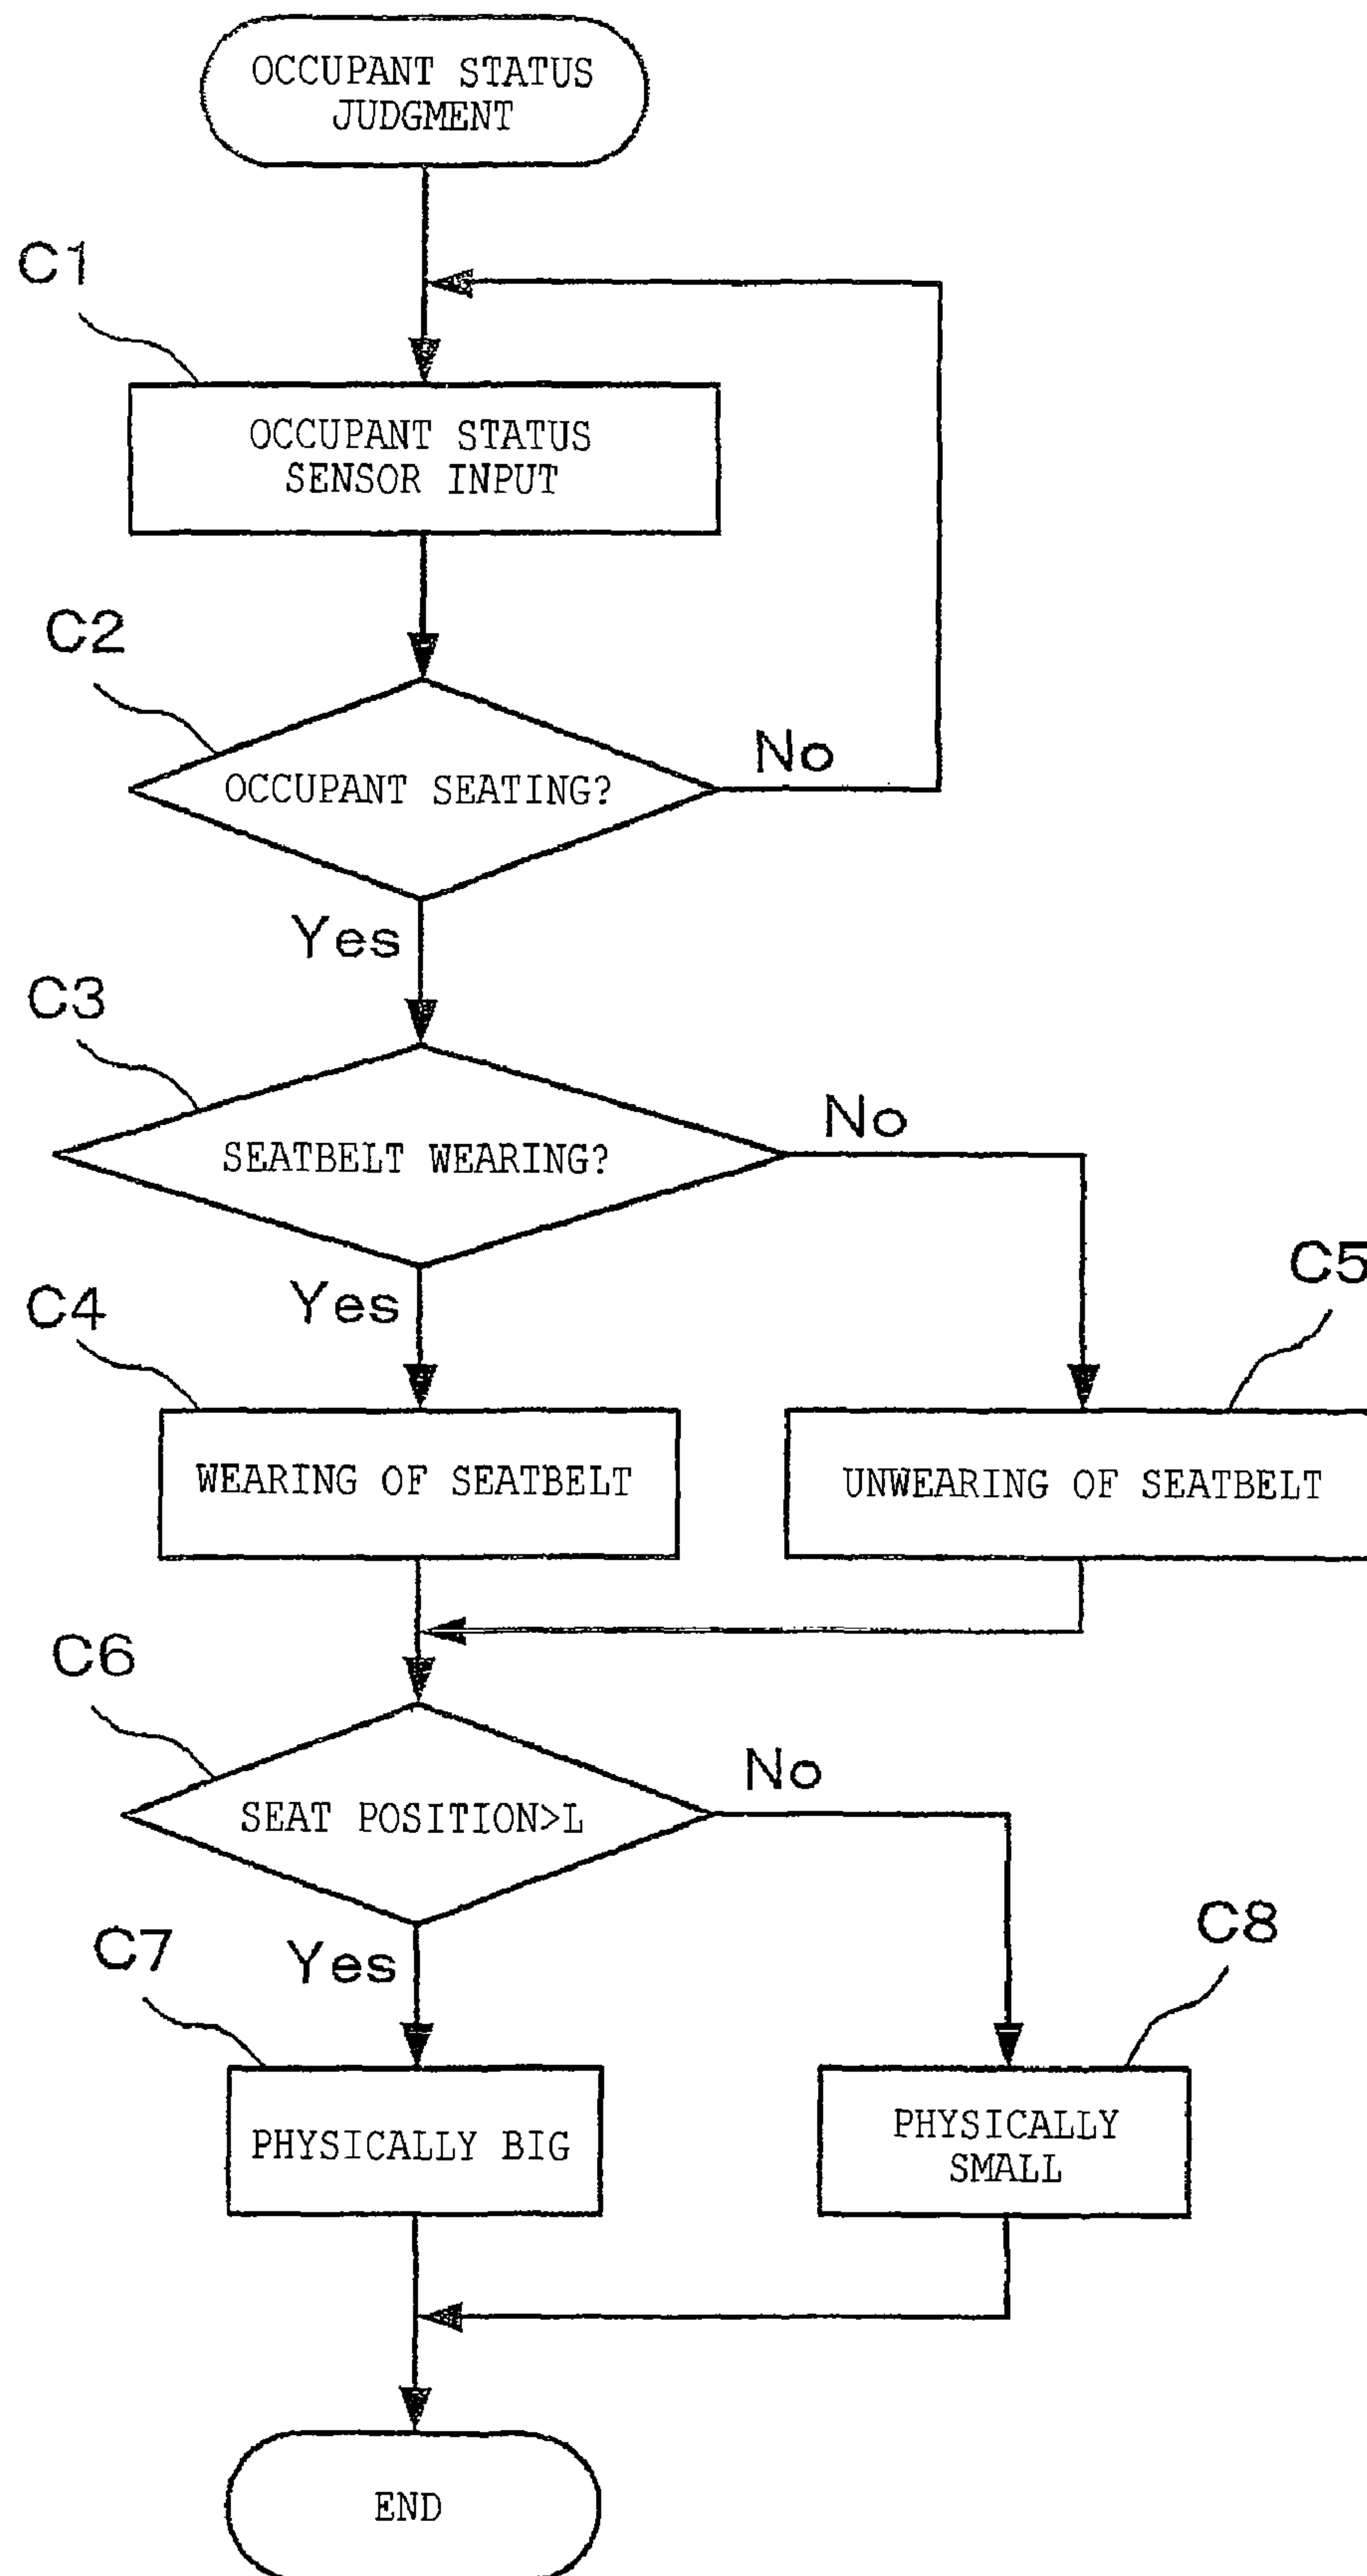 OCCUPANT STATUS
JUDGMENT
C1
OCCUPANT STATUS
SENSOR INPUT
C2
OCCUPANT SEATING?
No
Yes
C3
SEATBELT WEARING?
No
Yes
C4
WEARING OF SEATBELT
C5
UNWEARING OF SEATBELT
C6
SEAT POSITION>L
No
Yes
C7
PHYSICALLY BIG
C8
PHYSICALLY
SMALL
END